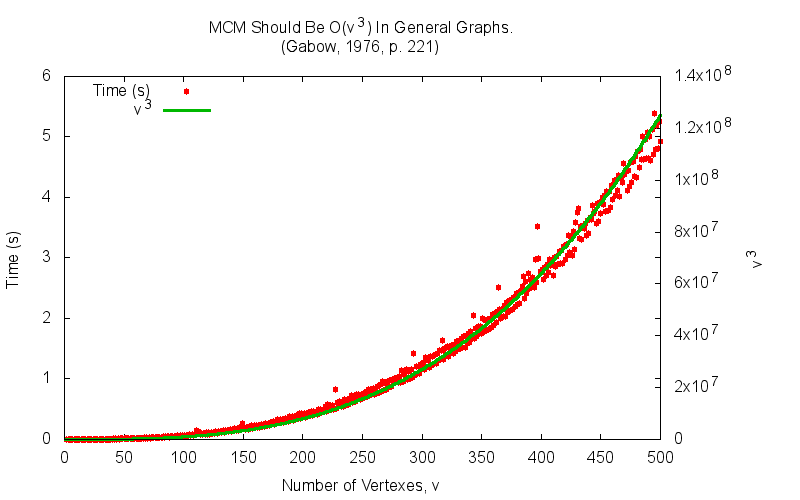 MCM Should Be O(v³) In General Graphs.
(Gabow, 1976, p. 221)
Time (s)
v³
6
5
4
3
2
1
0
1.4x10⁸
1.2x10⁸
1x10⁸
8x10⁷
6x10⁷
4x10⁷
2x10⁷
0
Time (s)
v³
0 50 100 150 200 250 300 350 400 450 500
Number of Vertexes, v